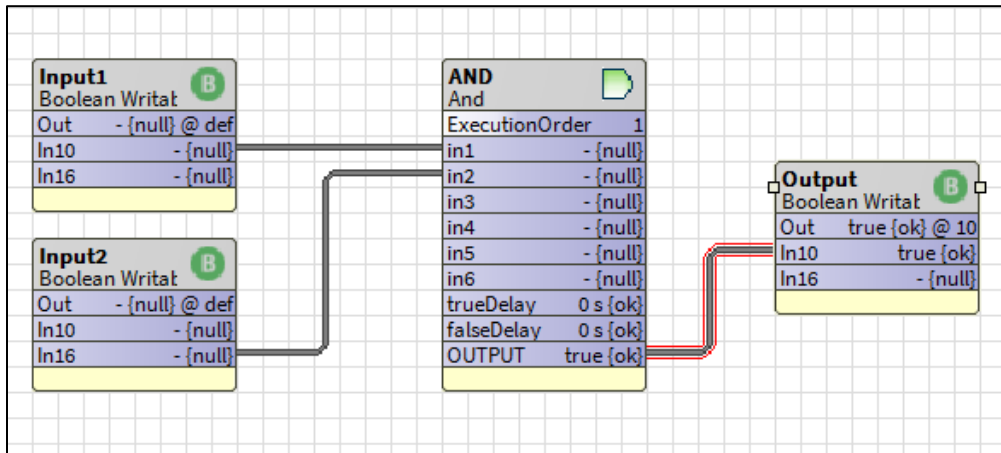 Input1
Boolean Writat
Out - {null} @ def
In10 - {null}
In16 - {null}
Input2
Boolean Writat
Out - {null} @ def
In10 - {null}
In16 - {null}
AND
And
ExecutionOrder 1
in1 - {null}
in2 - {null}
in3 - {null}
in4 - {null}
in5 - {null}
in6 - {null}
trueDelay 0 s {ok}
falseDelay 0 s {ok}
OUTPUT true {ok}
Output
Boolean Writat
Out true {ok} @ 10
In10 true {ok}
In16 - {null}
B
B
B